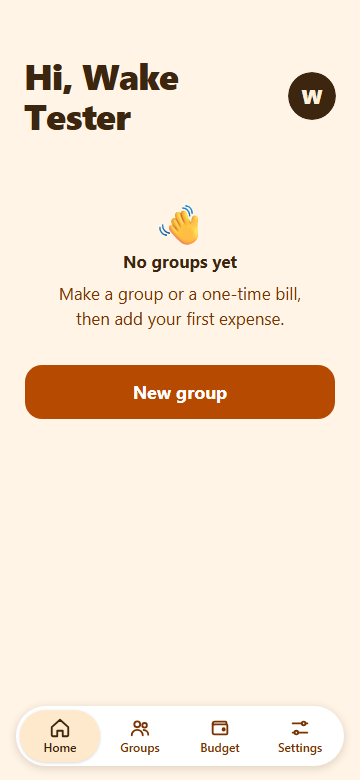 Hi, Wake
Tester
W
No groups yet
Make a group or a one-time bill,
then add your first expense.
New group
Home
Groups
Budget
Settings